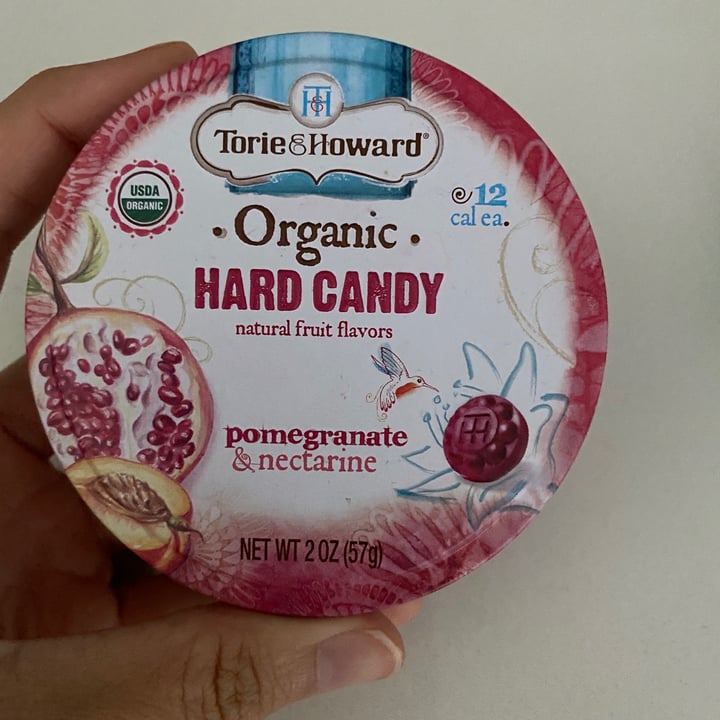 T&H
Torie & Howard®
USDA
ORGANIC
12
cal ea.
Organic
HARD CANDY
natural fruit flavors
pomegranate
& nectarine
TH
NET WT 2 OZ (57g)